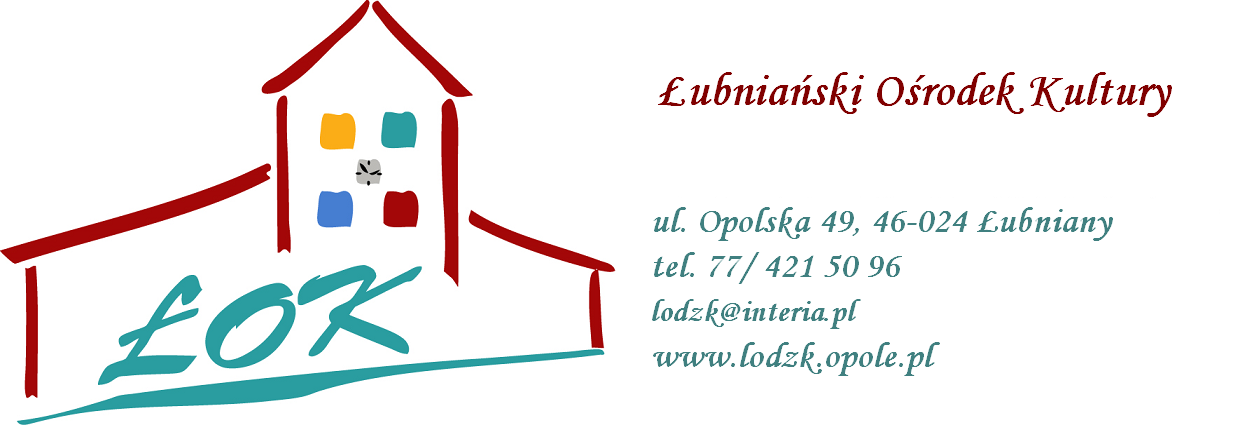 ŁOK
Łubniański Ośrodek Kultury
ul. Opolska 49, 46-024 Łubniany
tel. 77/ 421 50 96
lodzk@interia.pl
www.lodzk.opole.pl